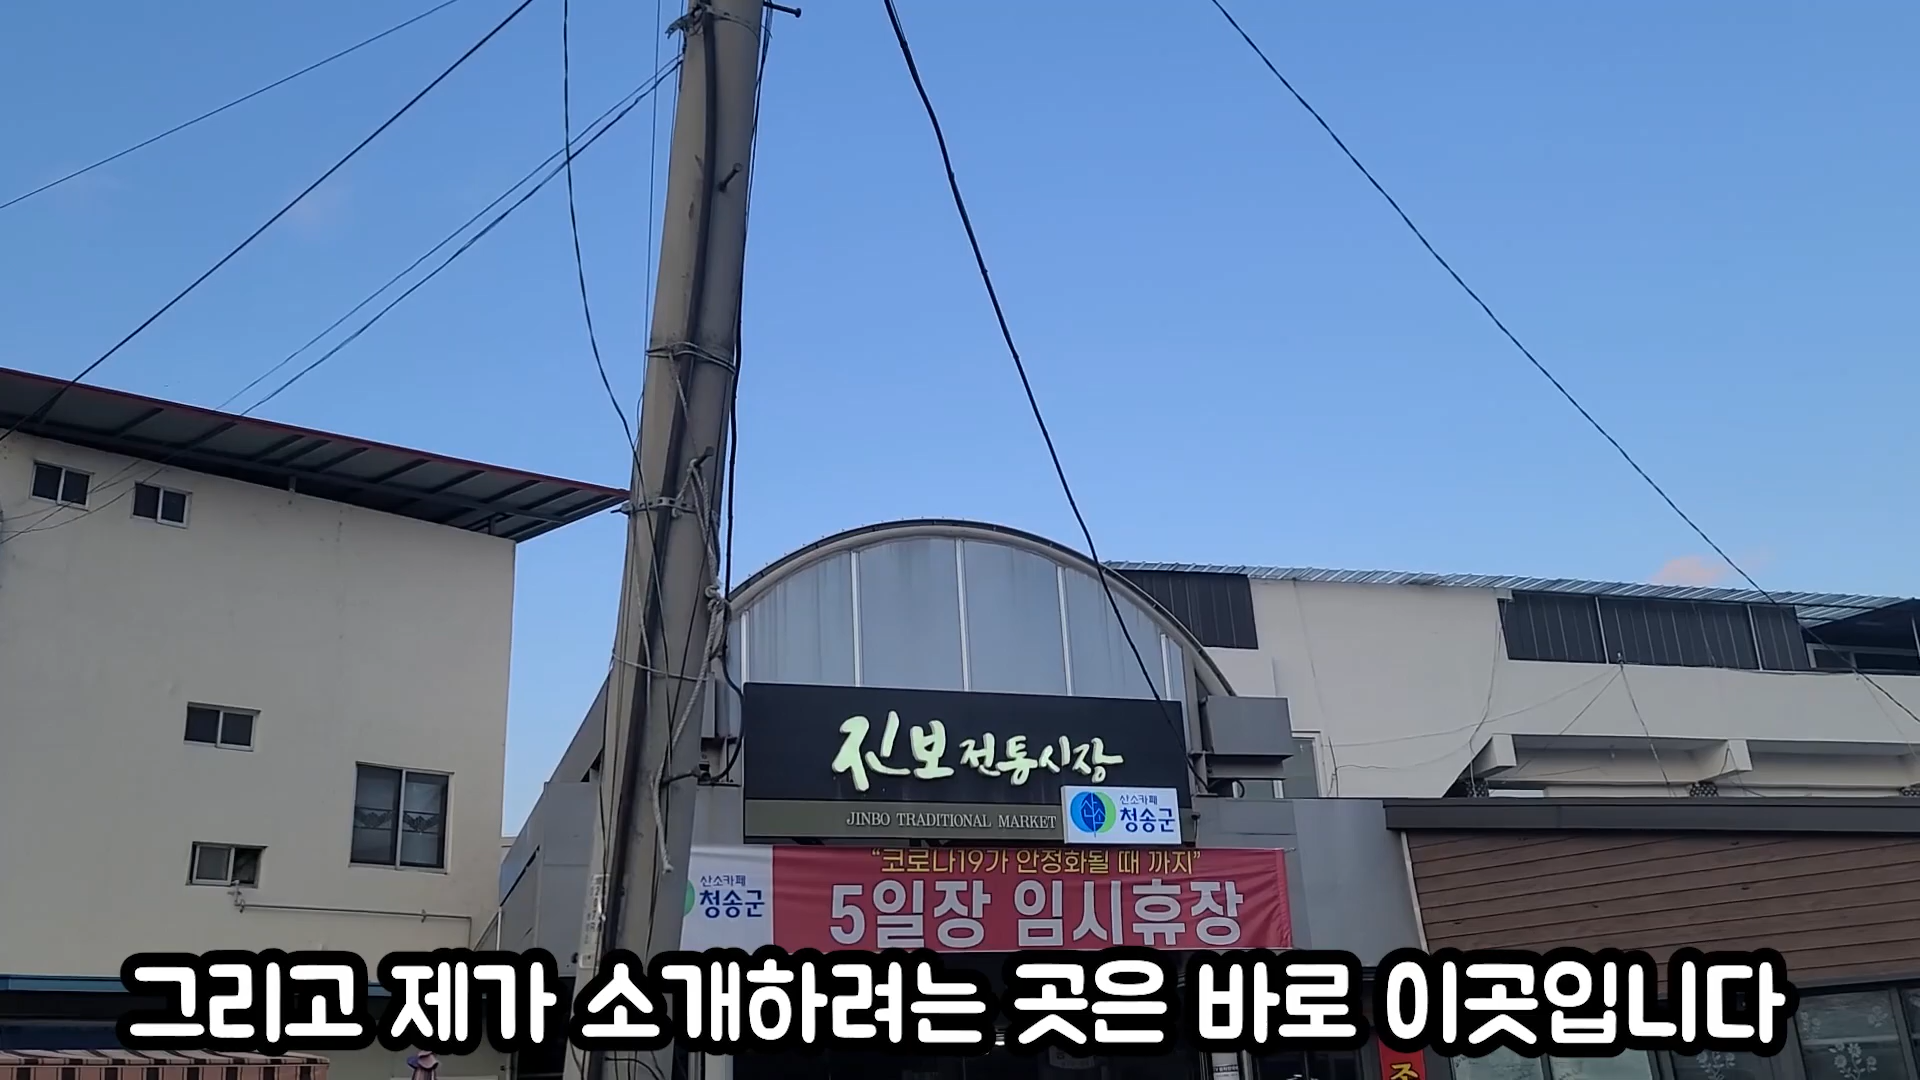 진보 전통시장
JINBO TRADITIONAL MARKET
산소카페
청송군
"코로나19가 안정화될 때 까지"
산소카페
청송군
5일장 임시휴장
그리고 제가 소개하려는 곳은 바로 이곳입니다